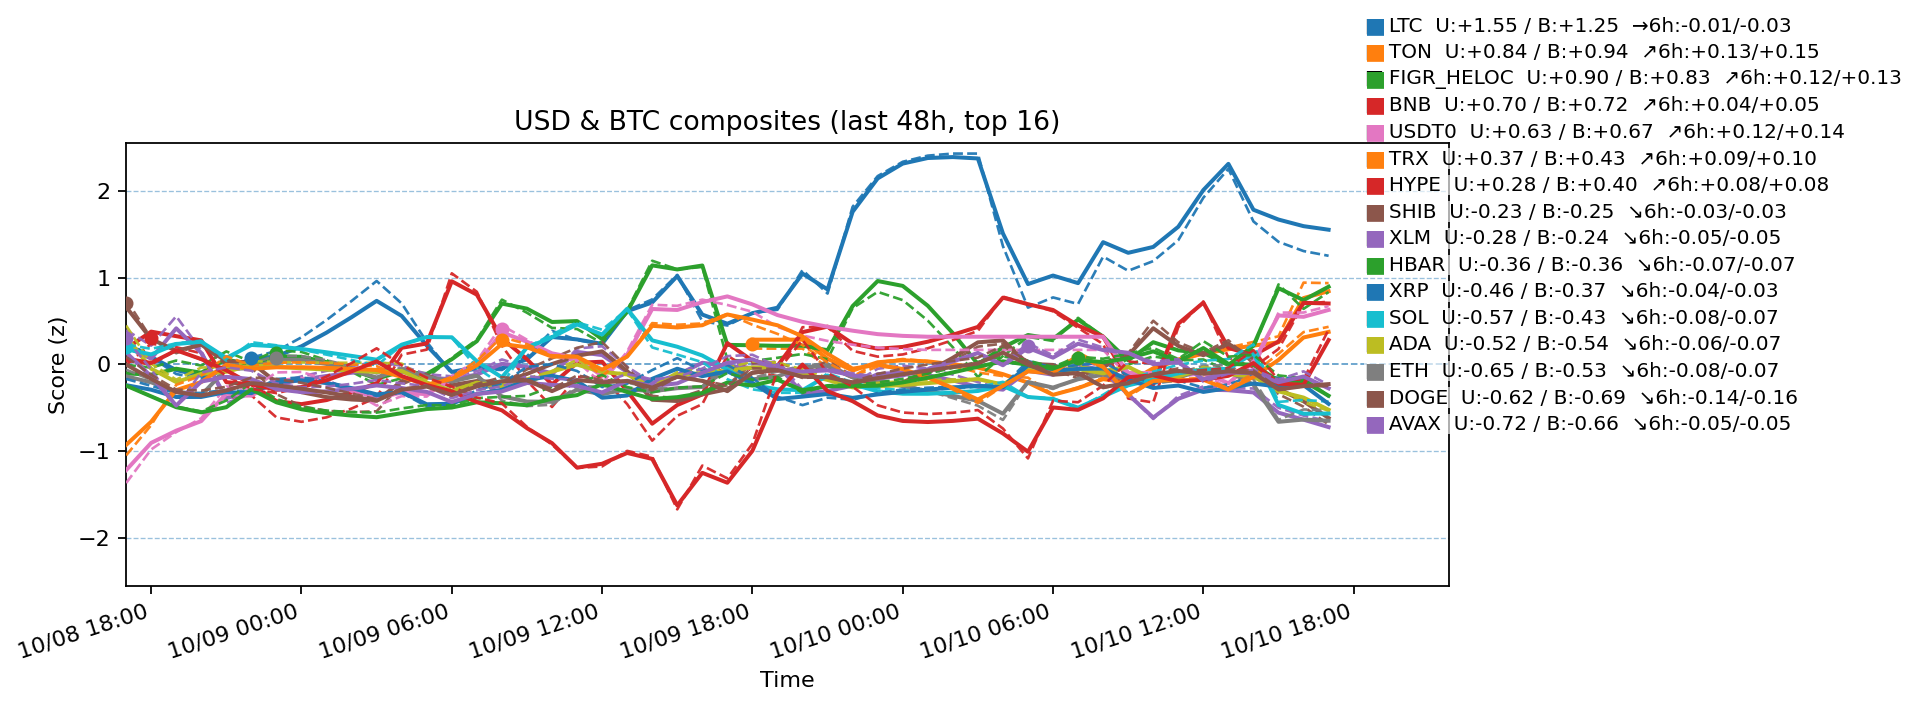 LTC U:+1.55 / B:+1.25 →6h:-0.01/-0.03
TON U:+0.84 / B:+0.94 ↗6h:+0.13/+0.15
FIGR_HELOC U:+0.90 / B:+0.83 ↗6h:+0.12/+0.13
BNB U:+0.70 / B:+0.72 ↗6h:+0.04/+0.05
USDT0 U:+0.63 / B:+0.67 ↗6h:+0.12/+0.14
TRX U:+0.37 / B:+0.43 ↗6h:+0.09/+0.10
HYPE U:+0.28 / B:+0.40 ↗6h:+0.08/+0.08
SHIB U:-0.23 / B:-0.25 ↘6h:-0.03/-0.03
XLM U:-0.28 / B:-0.24 ↘6h:-0.05/-0.05
HBAR U:-0.36 / B:-0.36 ↘6h:-0.07/-0.07
XRP U:-0.46 / B:-0.37 ↘6h:-0.04/-0.03
SOL U:-0.57 / B:-0.43 ↘6h:-0.08/-0.07
ADA U:-0.52 / B:-0.54 ↘6h:-0.06/-0.07
ETH U:-0.65 / B:-0.53 ↘6h:-0.08/-0.07
DOGE U:-0.62 / B:-0.69 ↘6h:-0.14/-0.16
AVAX U:-0.72 / B:-0.66 ↘6h:-0.05/-0.05
USD & BTC composites (last 48h, top 16)
Score (z)
2
1
0
−1
−2
10/08 18:00
10/09 00:00
10/09 06:00
10/09 12:00
10/09 18:00
10/10 00:00
10/10 06:00
10/10 12:00
10/10 18:00
Time